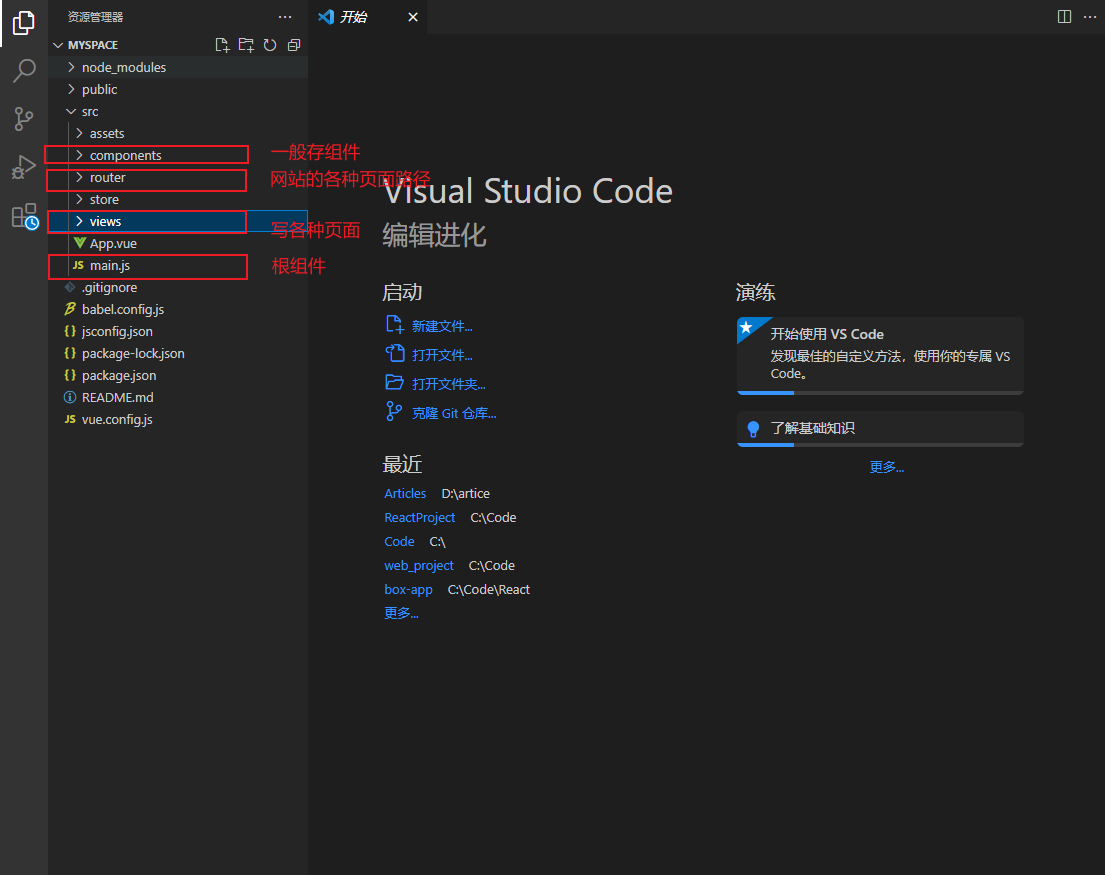 资源管理器
开始
MYSPACE
node_modules
public
src
assets
components
一般存组件
router
网站的各种页面路径
store
views
写各种页面
App.vue
JS main.js
根组件
.gitignore
babel.config.js
{} jsconfig.json
{} package-lock.json
{} package.json
README.md
JS vue.config.js
Visual Studio Code
编辑进化
启动
新建文件...
打开文件...
打开文件夹...
克隆 Git 仓库...
最近
Articles D:\artice
ReactProject C:\Code
Code C:\
web_project C:\Code
box-app C:\Code\React
更多...
演练
开始使用 VS Code
发现最佳的自定义方法，使用你的专属 VS
Code。
了解基础知识
更多...